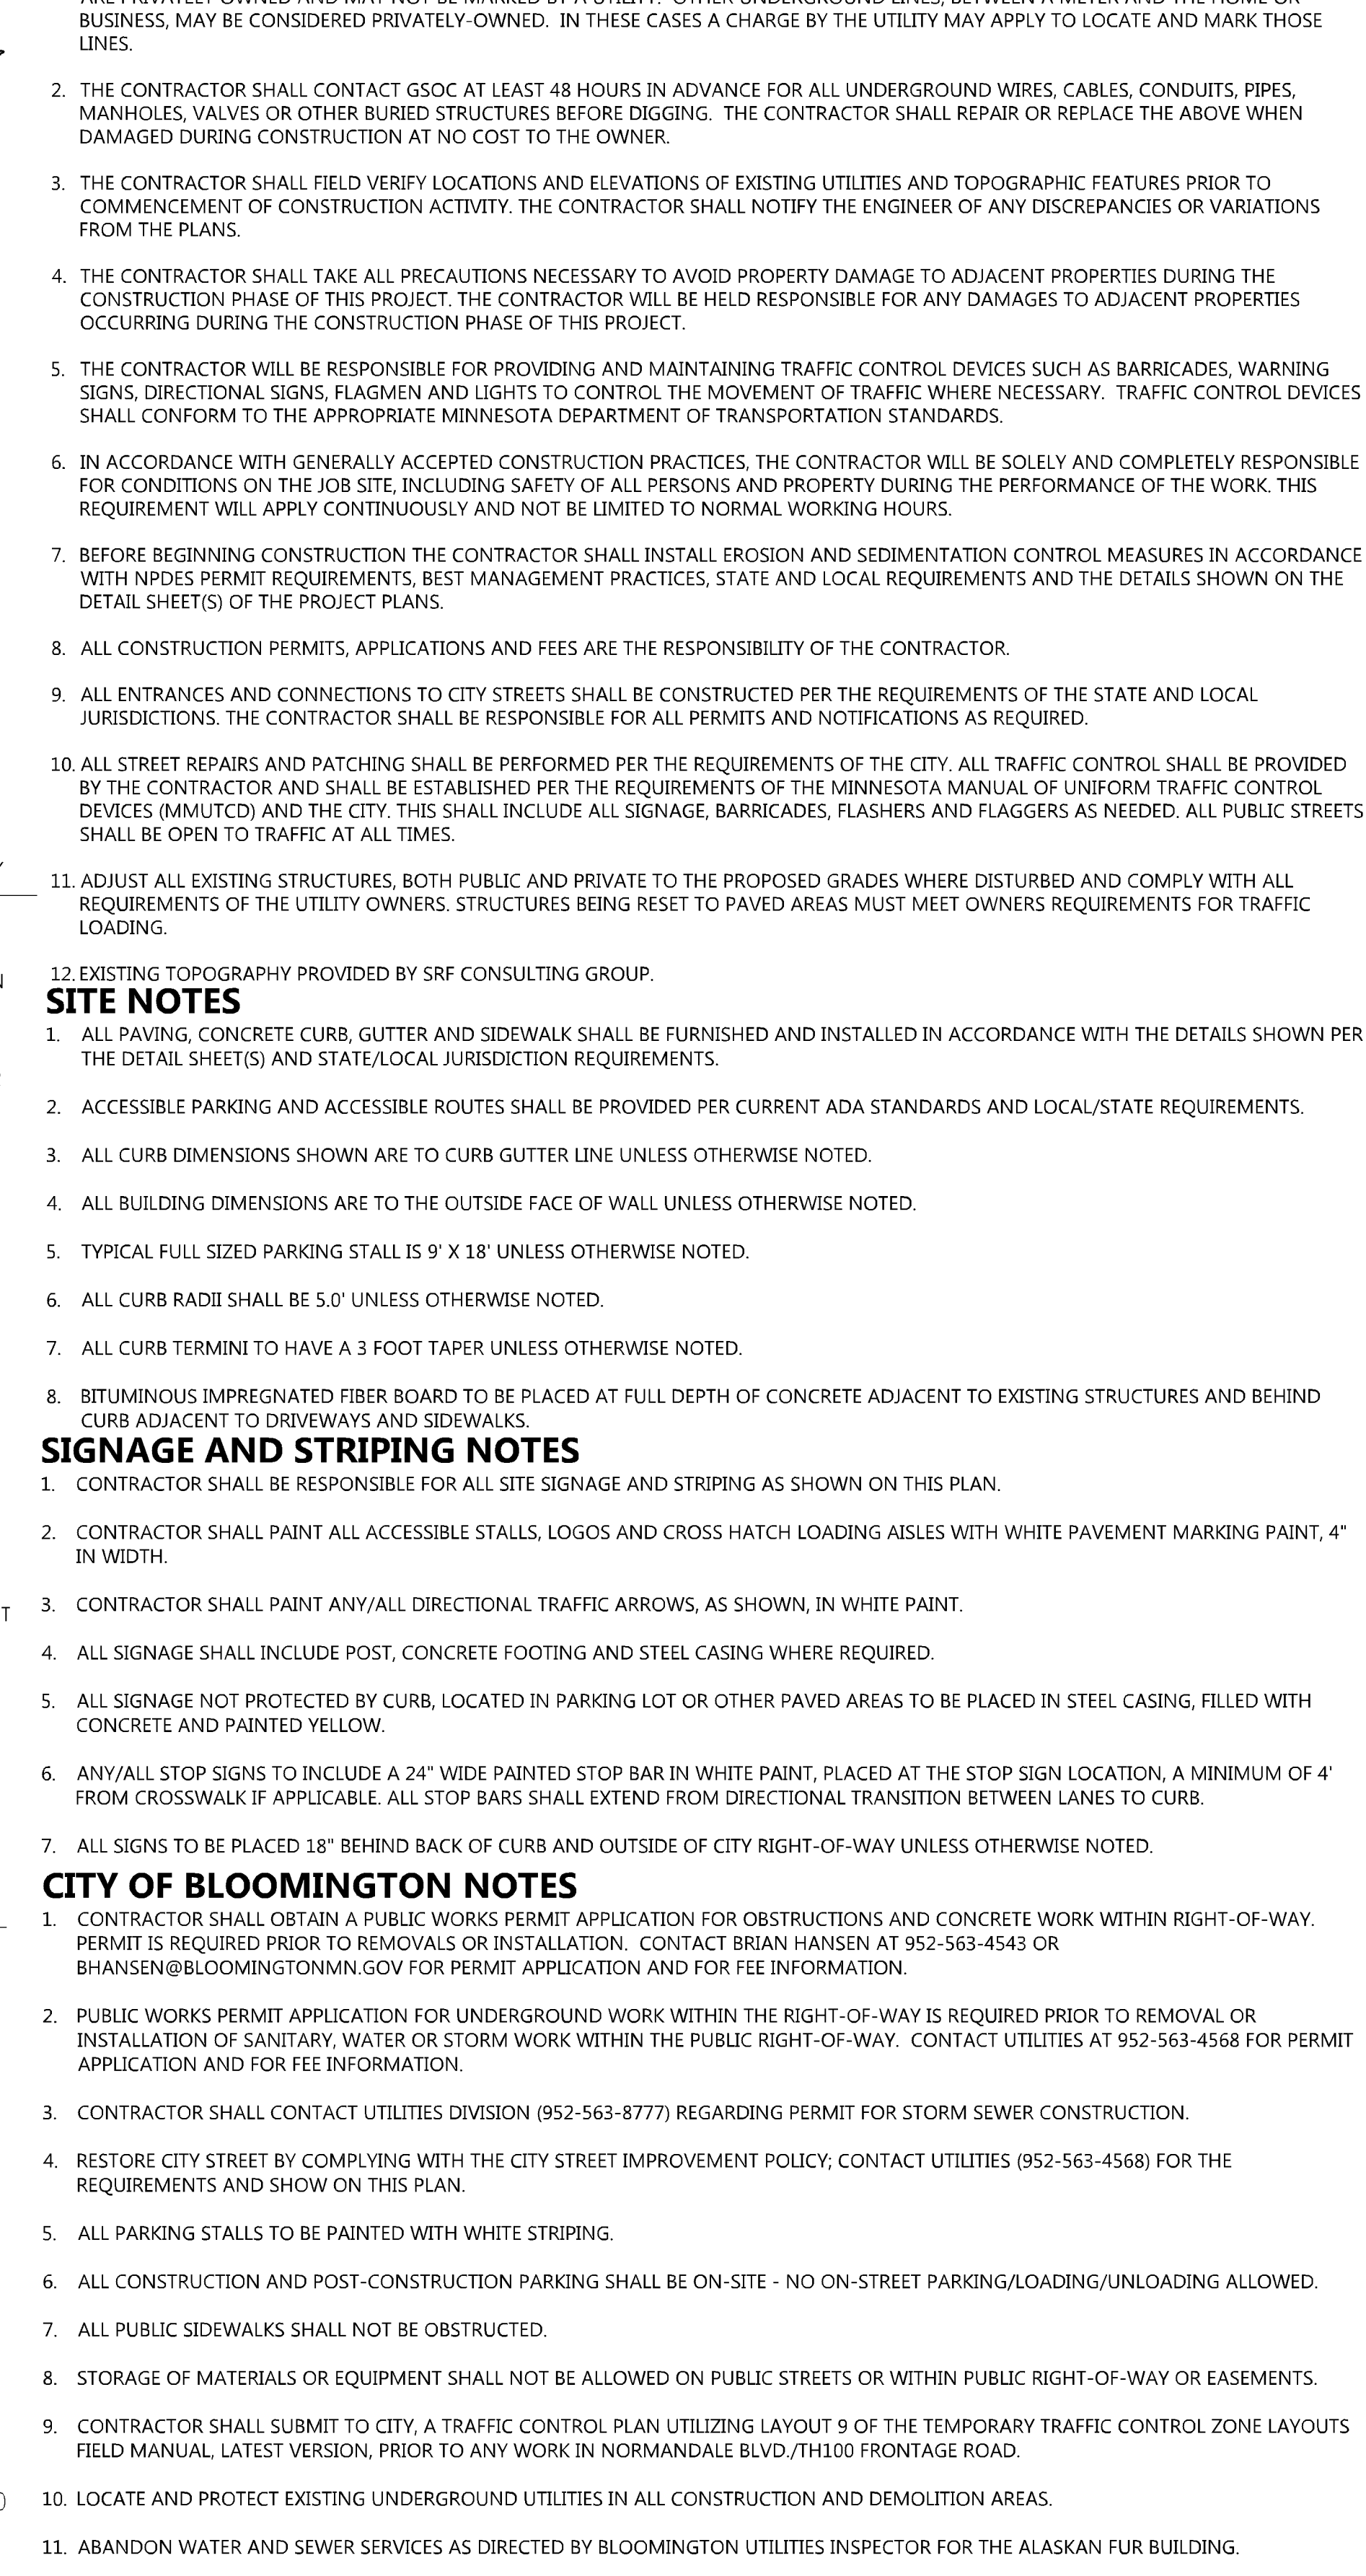 BUSINESS, MAY BE CONSIDERED PRIVATELY-OWNED. IN THESE CASES A CHARGE BY THE UTILITY MAY APPLY TO LOCATE AND MARK THOSE
LINES.
2. THE CONTRACTOR SHALL CONTACT GSOC AT LEAST 48 HOURS IN ADVANCE FOR ALL UNDERGROUND WIRES, CABLES, CONDUITS, PIPES,
MANHOLES, VALVES OR OTHER BURIED STRUCTURES BEFORE DIGGING. THE CONTRACTOR SHALL REPAIR OR REPLACE THE ABOVE WHEN
DAMAGED DURING CONSTRUCTION AT NO COST TO THE OWNER.
3. THE CONTRACTOR SHALL FIELD VERIFY LOCATIONS AND ELEVATIONS OF EXISTING UTILITIES AND TOPOGRAPHIC FEATURES PRIOR TO
COMMENCEMENT OF CONSTRUCTION ACTIVITY. THE CONTRACTOR SHALL NOTIFY THE ENGINEER OF ANY DISCREPANCIES OR VARIATIONS
FROM THE PLANS.
4. THE CONTRACTOR SHALL TAKE ALL PRECAUTIONS NECESSARY TO AVOID PROPERTY DAMAGE TO ADJACENT PROPERTIES DURING THE
CONSTRUCTION PHASE OF THIS PROJECT. THE CONTRACTOR WILL BE HELD RESPONSIBLE FOR ANY DAMAGES TO ADJACENT PROPERTIES
OCCURRING DURING THE CONSTRUCTION PHASE OF THIS PROJECT.
5. THE CONTRACTOR WILL BE RESPONSIBLE FOR PROVIDING AND MAINTAINING TRAFFIC CONTROL DEVICES SUCH AS BARRICADES, WARNING
SIGNS, DIRECTIONAL SIGNS, FLAGMEN AND LIGHTS TO CONTROL THE MOVEMENT OF TRAFFIC WHERE NECESSARY. TRAFFIC CONTROL DEVICES
SHALL CONFORM TO THE APPROPRIATE MINNESOTA DEPARTMENT OF TRANSPORTATION STANDARDS.
6. IN ACCORDANCE WITH GENERALLY ACCEPTED CONSTRUCTION PRACTICES, THE CONTRACTOR WILL BE SOLELY AND COMPLETELY RESPONSIBLE
FOR CONDITIONS ON THE JOB SITE, INCLUDING SAFETY OF ALL PERSONS AND PROPERTY DURING THE PERFORMANCE OF THE WORK. THIS
REQUIREMENT WILL APPLY CONTINUOUSLY AND NOT BE LIMITED TO NORMAL WORKING HOURS.
7. BEFORE BEGINNING CONSTRUCTION THE CONTRACTOR SHALL INSTALL EROSION AND SEDIMENTATION CONTROL MEASURES IN ACCORDANCE
WITH NPDES PERMIT REQUIREMENTS, BEST MANAGEMENT PRACTICES, STATE AND LOCAL REQUIREMENTS AND THE DETAILS SHOWN ON THE
DETAIL SHEET(S) OF THE PROJECT PLANS.
8. ALL CONSTRUCTION PERMITS, APPLICATIONS AND FEES ARE THE RESPONSIBILITY OF THE CONTRACTOR.
9. ALL ENTRANCES AND CONNECTIONS TO CITY STREETS SHALL BE CONSTRUCTED PER THE REQUIREMENTS OF THE STATE AND LOCAL
JURISDICTIONS. THE CONTRACTOR SHALL BE RESPONSIBLE FOR ALL PERMITS AND NOTIFICATIONS AS REQUIRED.
10. ALL STREET REPAIRS AND PATCHING SHALL BE PERFORMED PER THE REQUIREMENTS OF THE CITY. ALL TRAFFIC CONTROL SHALL BE PROVIDED
BY THE CONTRACTOR AND SHALL BE ESTABLISHED PER THE REQUIREMENTS OF THE MINNESOTA MANUAL OF UNIFORM TRAFFIC CONTROL
DEVICES (MMUTCD) AND THE CITY. THIS SHALL INCLUDE ALL SIGNAGE, BARRICADES, FLASHERS AND FLAGGERS AS NEEDED. ALL PUBLIC STREETS
SHALL BE OPEN TO TRAFFIC AT ALL TIMES.
11. ADJUST ALL EXISTING STRUCTURES, BOTH PUBLIC AND PRIVATE TO THE PROPOSED GRADES WHERE DISTURBED AND COMPLY WITH ALL
REQUIREMENTS OF THE UTILITY OWNERS. STRUCTURES BEING RESET TO PAVED AREAS MUST MEET OWNERS REQUIREMENTS FOR TRAFFIC
LOADING.
12. EXISTING TOPOGRAPHY PROVIDED BY SRF CONSULTING GROUP.
SITE NOTES
1. ALL PAVING, CONCRETE CURB, GUTTER AND SIDEWALK SHALL BE FURNISHED AND INSTALLED IN ACCORDANCE WITH THE DETAILS SHOWN PER
THE DETAIL SHEET(S) AND STATE/LOCAL JURISDICTION REQUIREMENTS.
2. ACCESSIBLE PARKING AND ACCESSIBLE ROUTES SHALL BE PROVIDED PER CURRENT ADA STANDARDS AND LOCAL/STATE REQUIREMENTS.
3. ALL CURB DIMENSIONS SHOWN ARE TO CURB GUTTER LINE UNLESS OTHERWISE NOTED.
4. ALL BUILDING DIMENSIONS ARE TO THE OUTSIDE FACE OF WALL UNLESS OTHERWISE NOTED.
5. TYPICAL FULL SIZED PARKING STALL IS 9' X 18' UNLESS OTHERWISE NOTED.
6. ALL CURB RADII SHALL BE 5.0' UNLESS OTHERWISE NOTED.
7. ALL CURB TERMINI TO HAVE A 3 FOOT TAPER UNLESS OTHERWISE NOTED.
8. BITUMINOUS IMPREGNATED FIBER BOARD TO BE PLACED AT FULL DEPTH OF CONCRETE ADJACENT TO EXISTING STRUCTURES AND BEHIND
CURB ADJACENT TO DRIVEWAYS AND SIDEWALKS.
SIGNAGE AND STRIPING NOTES
1. CONTRACTOR SHALL BE RESPONSIBLE FOR ALL SITE SIGNAGE AND STRIPING AS SHOWN ON THIS PLAN.
2. CONTRACTOR SHALL PAINT ALL ACCESSIBLE STALLS, LOGOS AND CROSS HATCH LOADING AISLES WITH WHITE PAVEMENT MARKING PAINT, 4"
IN WIDTH.
3. CONTRACTOR SHALL PAINT ANY/ALL DIRECTIONAL TRAFFIC ARROWS, AS SHOWN, IN WHITE PAINT.
4. ALL SIGNAGE SHALL INCLUDE POST, CONCRETE FOOTING AND STEEL CASING WHERE REQUIRED.
5. ALL SIGNAGE NOT PROTECTED BY CURB, LOCATED IN PARKING LOT OR OTHER PAVED AREAS TO BE PLACED IN STEEL CASING, FILLED WITH
CONCRETE AND PAINTED YELLOW.
6. ANY/ALL STOP SIGNS TO INCLUDE A 24" WIDE PAINTED STOP BAR IN WHITE PAINT, PLACED AT THE STOP SIGN LOCATION, A MINIMUM OF 4'
FROM CROSSWALK IF APPLICABLE. ALL STOP BARS SHALL EXTEND FROM DIRECTIONAL TRANSITION BETWEEN LANES TO CURB.
7. ALL SIGNS TO BE PLACED 18" BEHIND BACK OF CURB AND OUTSIDE OF CITY RIGHT-OF-WAY UNLESS OTHERWISE NOTED.
CITY OF BLOOMINGTON NOTES
1. CONTRACTOR SHALL OBTAIN A PUBLIC WORKS PERMIT APPLICATION FOR OBSTRUCTIONS AND CONCRETE WORK WITHIN RIGHT-OF-WAY.
PERMIT IS REQUIRED PRIOR TO REMOVALS OR INSTALLATION. CONTACT BRIAN HANSEN AT 952-563-4543 OR
BHANSEN@BLOOMINGTONMN.GOV FOR PERMIT APPLICATION AND FOR FEE INFORMATION.
2. PUBLIC WORKS PERMIT APPLICATION FOR UNDERGROUND WORK WITHIN THE RIGHT-OF-WAY IS REQUIRED PRIOR TO REMOVAL OR
INSTALLATION OF SANITARY, WATER OR STORM WORK WITHIN THE PUBLIC RIGHT-OF-WAY. CONTACT UTILITIES AT 952-563-4568 FOR PERMIT
APPLICATION AND FOR FEE INFORMATION.
3. CONTRACTOR SHALL CONTACT UTILITIES DIVISION (952-563-8777) REGARDING PERMIT FOR STORM SEWER CONSTRUCTION.
4. RESTORE CITY STREET BY COMPLYING WITH THE CITY STREET IMPROVEMENT POLICY; CONTACT UTILITIES (952-563-4568) FOR THE
REQUIREMENTS AND SHOW ON THIS PLAN.
5. ALL PARKING STALLS TO BE PAINTED WITH WHITE STRIPING.
6. ALL CONSTRUCTION AND POST-CONSTRUCTION PARKING SHALL BE ON-SITE - NO ON-STREET PARKING/LOADING/UNLOADING ALLOWED.
7. ALL PUBLIC SIDEWALKS SHALL NOT BE OBSTRUCTED.
8. STORAGE OF MATERIALS OR EQUIPMENT SHALL NOT BE ALLOWED ON PUBLIC STREETS OR WITHIN PUBLIC RIGHT-OF-WAY OR EASEMENTS.
9. CONTRACTOR SHALL SUBMIT TO CITY, A TRAFFIC CONTROL PLAN UTILIZING LAYOUT 9 OF THE TEMPORARY TRAFFIC CONTROL ZONE LAYOUTS
FIELD MANUAL, LATEST VERSION, PRIOR TO ANY WORK IN NORMANDALE BLVD./TH100 FRONTAGE ROAD.
10. LOCATE AND PROTECT EXISTING UNDERGROUND UTILITIES IN ALL CONSTRUCTION AND DEMOLITION AREAS.
11. ABANDON WATER AND SEWER SERVICES AS DIRECTED BY BLOOMINGTON UTILITIES INSPECTOR FOR THE ALASKAN FUR BUILDING.